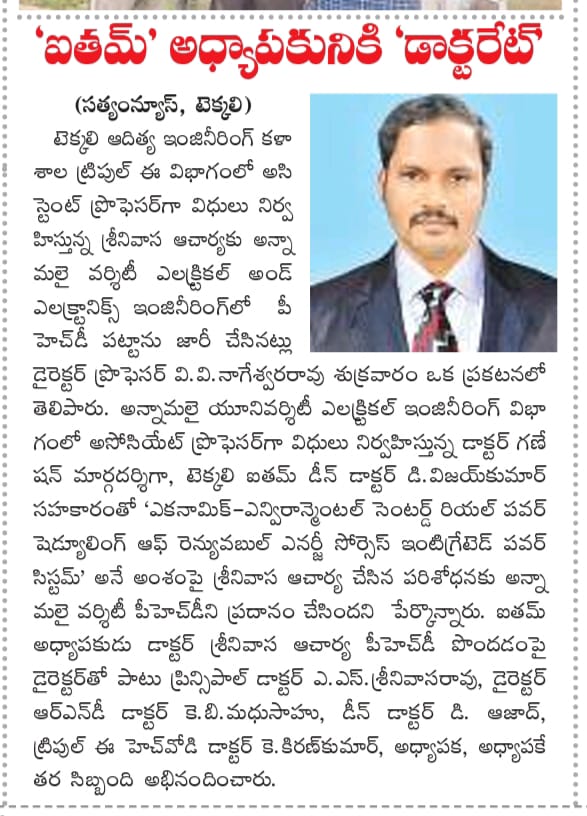 ‘ఐతమ్’ అధ్యాపకునికి ‘డాక్టరేట్’
(సత్యంన్యూస్, టెక్కలి)
టెక్కలి ఆదిత్య ఇంజినీరింగ్ కళా
శాల ట్రిపుల్ ఈ విభాగంలో అసి
స్టెంట్ ప్రొఫెసర్‌గా విధులు నిర్వ
హిస్తున్న శ్రీనివాస ఆచార్యకు అన్నా
మలై వర్శిటీ ఎలక్ట్రికల్ అండ్
ఎలక్ట్రానిక్స్ ఇంజినీరింగ్‌లో పీ
హెచ్‌డీ పట్టాను జారీ చేసినట్లు
డైరెక్టర్ ప్రొఫెసర్ వి.వి.నాగేశ్వరరావు శుక్రవారం ఒక ప్రకటనలో
తెలిపారు. అన్నామలై యూనివర్శిటీ ఎలక్ట్రికల్ ఇంజినీరింగ్ విభా
గంలో అసోసియేట్ ప్రొఫెసర్‌గా విధులు నిర్వహిస్తున్న డాక్టర్ గణే
షన్ మార్గదర్శిగా, టెక్కలి ఐతమ్ డీన్ డాక్టర్ డి.విజయ్‌కుమార్
సహకారంతో ‘ఎకనామిక్-ఎన్విరాన్మెంటల్ సెంటర్డ్ రియల్ పవర్
షెడ్యూలింగ్ ఆఫ్ రెన్యువబుల్ ఎనర్జీ సోర్సెస్ ఇంటిగ్రేటెడ్ పవర్
సిస్టమ్’ అనే అంశంపై శ్రీనివాస ఆచార్య చేసిన పరిశోధనకు అన్నా
మలై వర్శిటీ పీహెచ్‌డీని ప్రదానం చేసిందని పేర్కొన్నారు. ఐతమ్
అధ్యాపకుడు డాక్టర్ శ్రీనివాస ఆచార్య పీహెచ్‌డీ పొందడంపై
డైరెక్టర్‌తో పాటు ప్రిన్సిపాల్ డాక్టర్ ఎ.ఎస్.శ్రీనివాసరావు, డైరెక్టర్
ఆర్ఎన్‌డీ డాక్టర్ కె.బి.మధుసాహు, డీన్ డాక్టర్ డి. ఆజాద్,
ట్రిపుల్ ఈ హెచ్‌వోడి డాక్టర్ కె.కిరణ్‌కుమార్, అధ్యాపక, అధ్యాపకే
తర సిబ్బంది అభినందించారు.